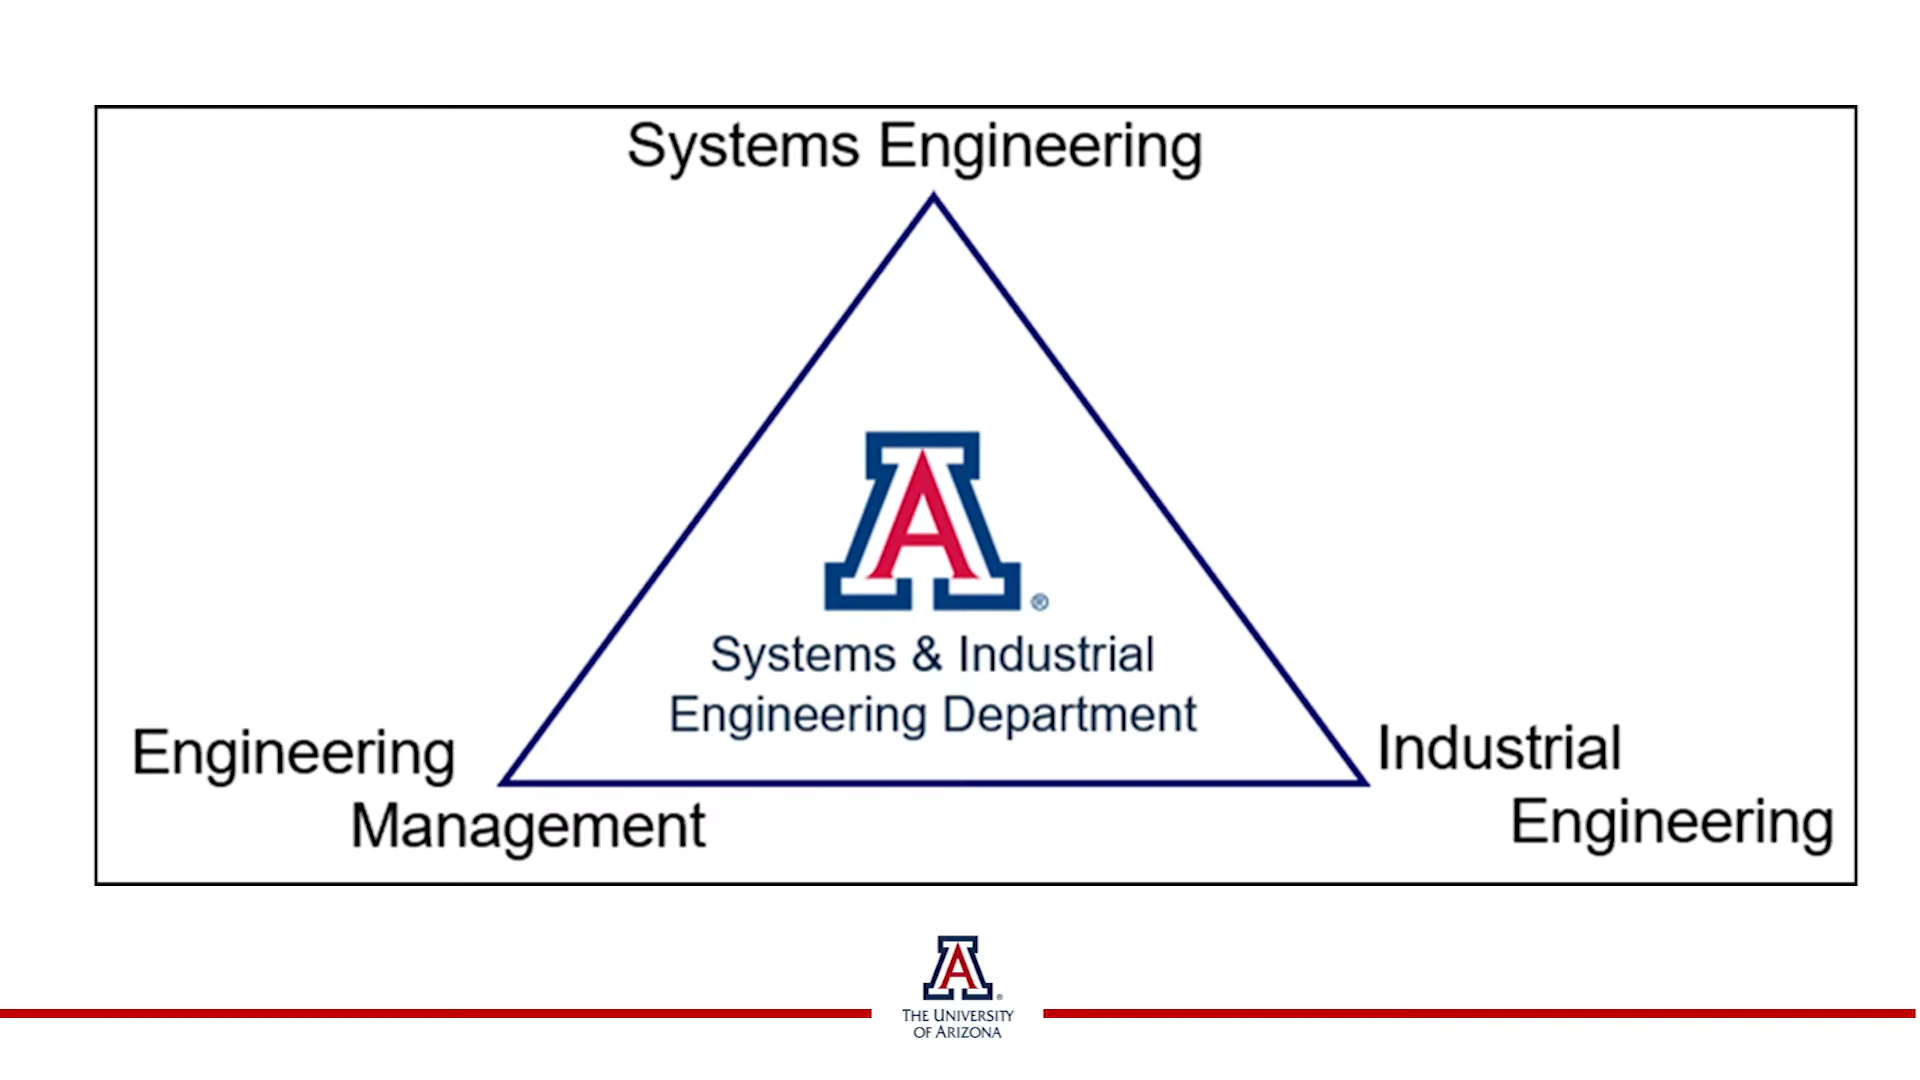 Systems Engineering
A
®
Systems & Industrial
Engineering Department
Engineering
Management
Industrial
Engineering
A
®
THE UNIVERSITY
OF ARIZONA